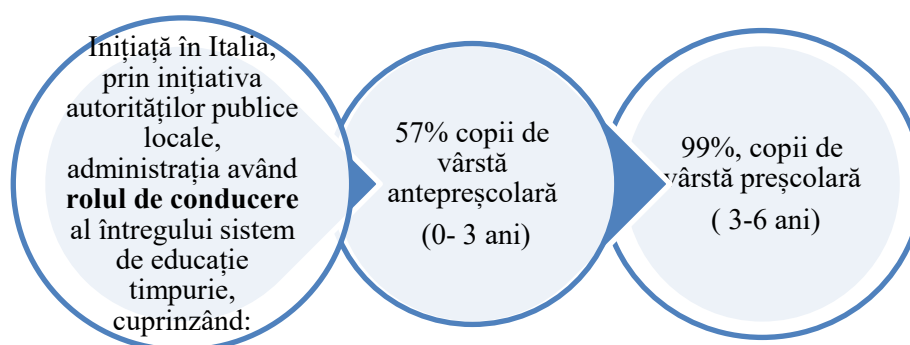 Inițiată în Italia,
prin inițiativa
autorităților publice
locale,
administrația având
rolul de conducere
al întregului sistem
de educație
timpurie,
cuprinzând:
57% copii de
vârstă
antepreșcolară
(0- 3 ani)
99%, copii de
vârstă preșcolară
( 3-6 ani)